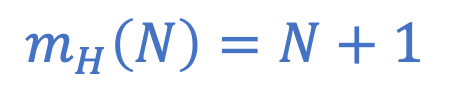 m_H(N) = N + 1